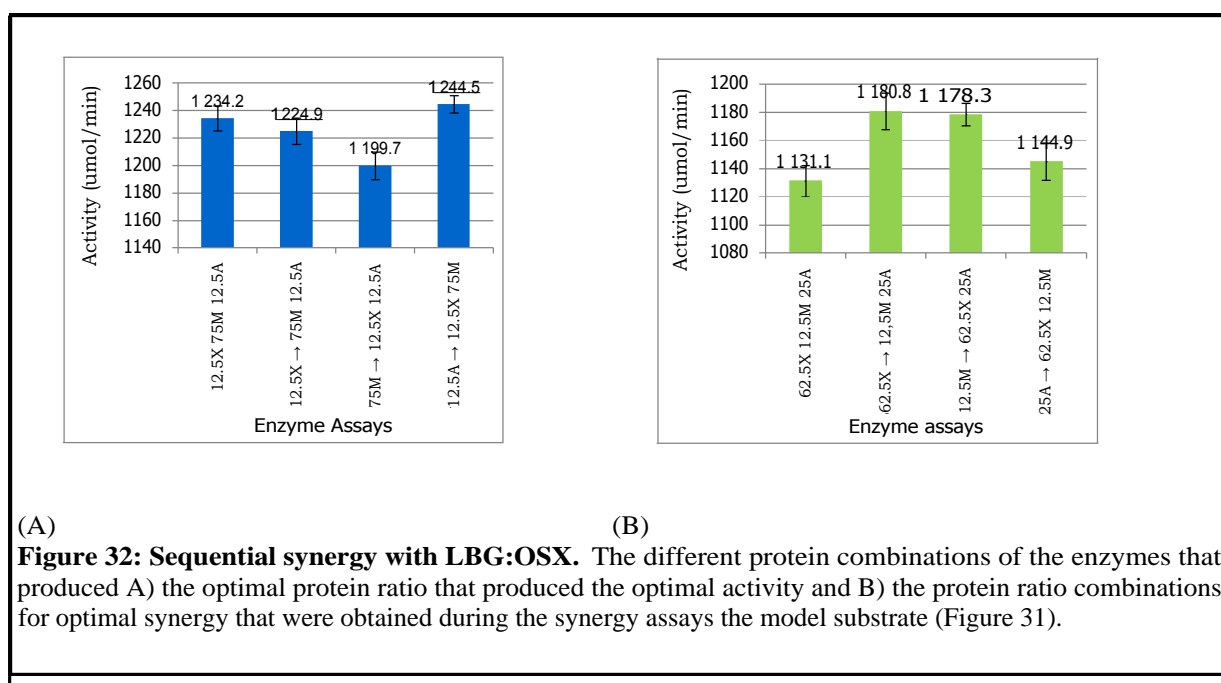 1260
1240
1220
1200
1180
1160
1140
Activity (umol/min)
1 234.2
1 224.9
1 199.7
1 244.5
12.5X 75M 12.5A
12.5X → 75M 12.5A
75M → 12.5X 12.5A
12.5A → 12.5X 75M
Enzyme Assays
1200
1180
1160
1140
1120
1100
1080
Activity (umol/min)
1 131.1
1 180.8
1 178.3
1 144.9
62.5X 12.5M 25A
62.5X → 12,5M 25A
12.5M → 62.5X 25A
25A → 62.5X 12.5M
Enzyme assays
(A) (B)
Figure 32: Sequential synergy with LBG:OSX. The different protein combinations of the enzymes that
produced A) the optimal protein ratio that produced the optimal activity and B) the protein ratio combinations
for optimal synergy that were obtained during the synergy assays the model substrate (Figure 31).